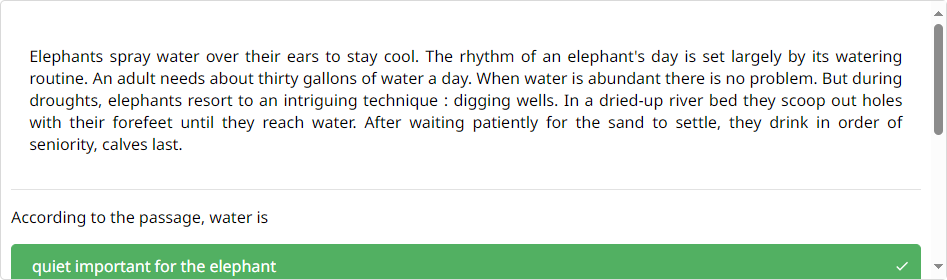 Elephants spray water over their ears to stay cool. The rhythm of an elephant's day is set largely by its watering
routine. An adult needs about thirty gallons of water a day. When water is abundant there is no problem. But during
droughts, elephants resort to an intriguing technique : digging wells. In a dried-up river bed they scoop out holes
with their forefeet until they reach water. After waiting patiently for the sand to settle, they drink in order of
seniority, calves last.
According to the passage, water is
quiet important for the elephant